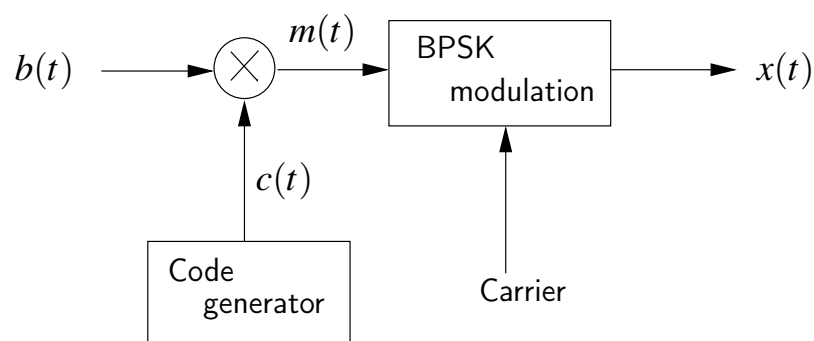 m(t)
b(t)
BPSK
modulation
x(t)
c(t)
Code
generator
Carrier